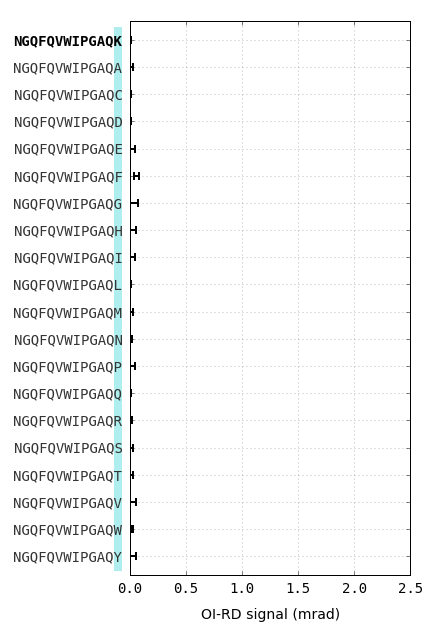 NGQFQVWIPGAQK
NGQFQVWIPGAQA
NGQFQVWIPGAQC
NGQFQVWIPGAQD
NGQFQVWIPGAQE
NGQFQVWIPGAQF
NGQFQVWIPGAQG
NGQFQVWIPGAQH
NGQFQVWIPGAQI
NGQFQVWIPGAQL
NGQFQVWIPGAQM
NGQFQVWIPGAQN
NGQFQVWIPGAQP
NGQFQVWIPGAQQ
NGQFQVWIPGAQR
NGQFQVWIPGAQS
NGQFQVWIPGAQT
NGQFQVWIPGAQV
NGQFQVWIPGAQW
NGQFQVWIPGAQY
0.0 0.5 1.0 1.5 2.0 2.5
OI-RD signal (mrad)